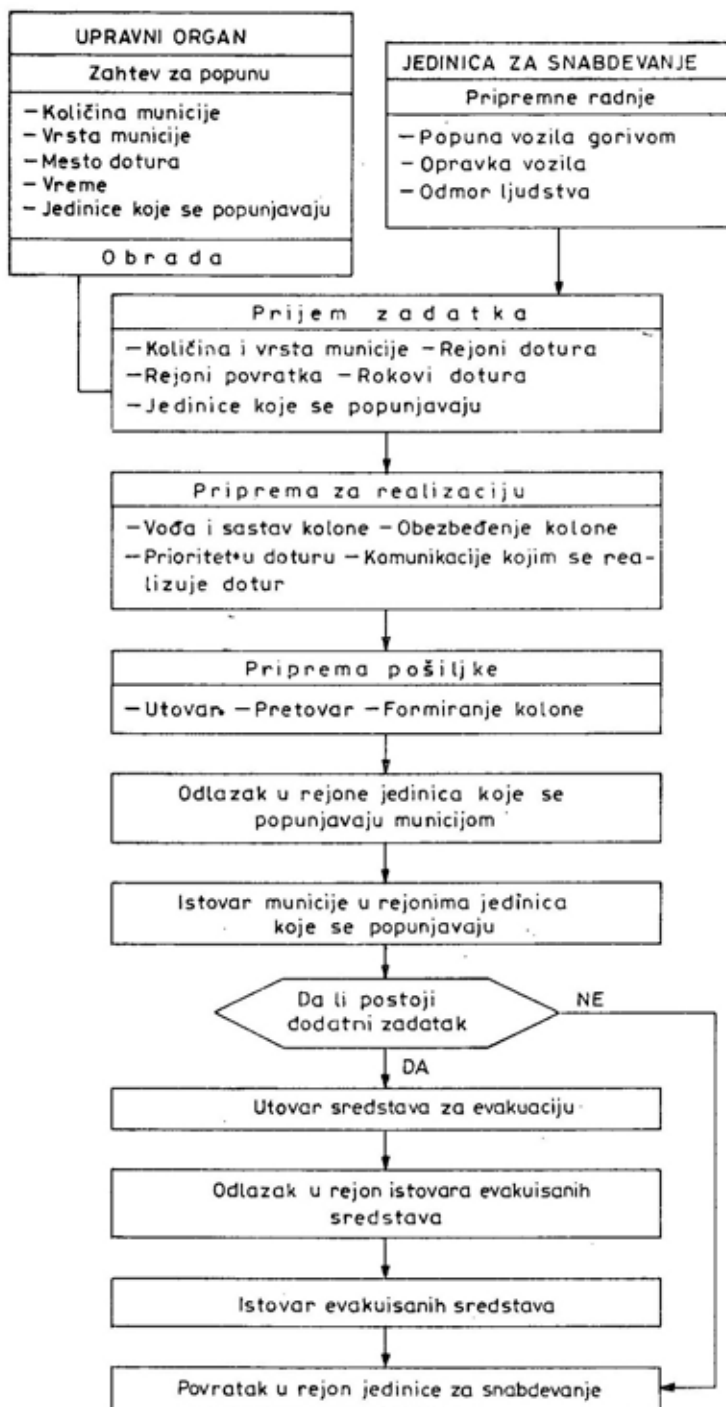 UPRAVNI ORGAN
Zahtev za popunu
—Količina municije
—Vrsta municije
—Mesto dotura
—Vreme
—Jedinice koje se popunjavaju
Obrada
JEDINICA ZA SNABDEVANJE
Pripremne radnje
—Popuna vozila gorivom
—Opravka vozila
—Odmor ljudstva
Prijem zadatka
—Količina i vrsta municije —Rejoni dotura
—Rejoni povratka —Rokovi dotura
—Jedinice koje se popunjavaju
Priprema za realizaciju
—Vođa i sastav kolone —Obezbeđenje kolone
—Prioritet u doturu —Komunikacije kojim se rea-
lizuje dotur
Priprema pošiljke
—Utovar —Pretovar —Formiranje kolone
Odlazak u rejone jedinica koje se
popunjavaju municijom
Istovar municije u rejonima jedinica
koje se popunjavaju
Da li postoji
dodatni zadatak
NE
DA
Utovar sredstava za evakuaciju
Odlazak u rejon istovara evakuisanih
sredstava
Istovar evakuisanih sredstava
Povratak u rejon jedinice za snabdevanje